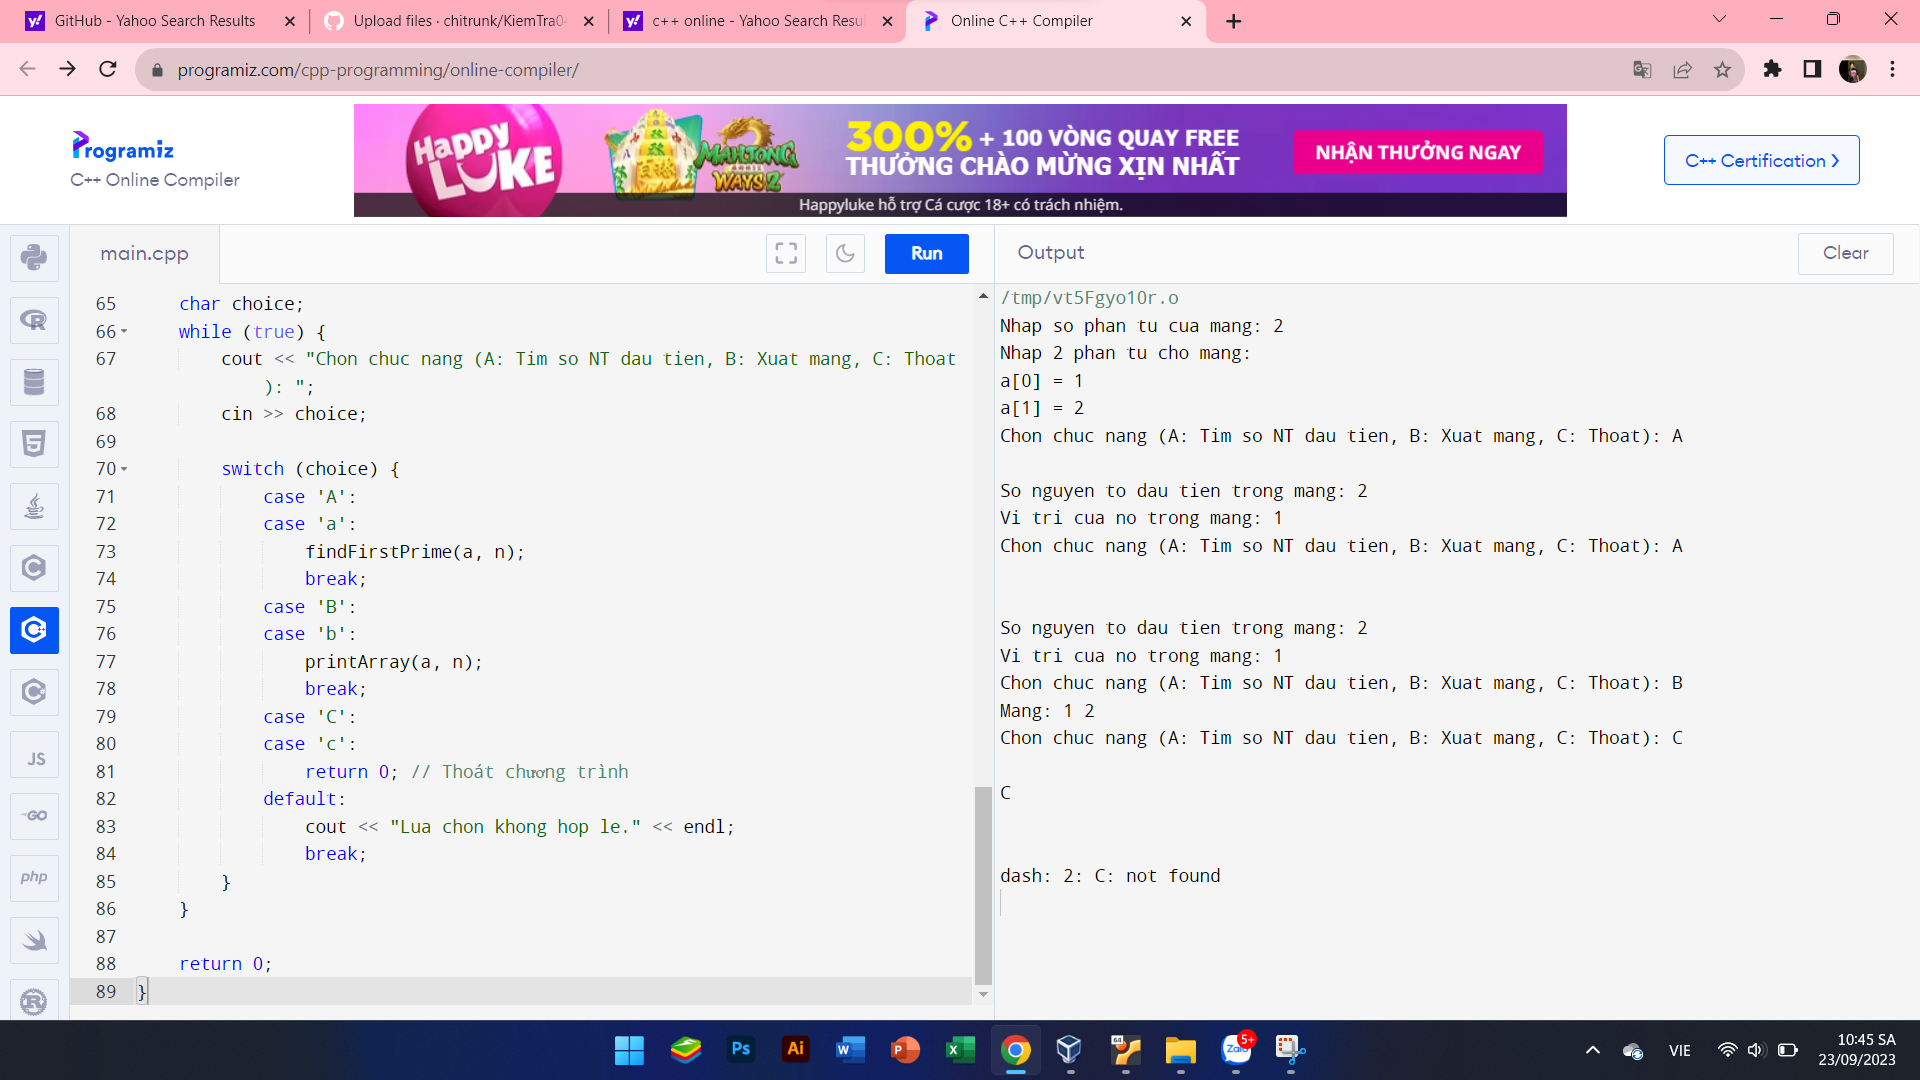 GitHub - Yahoo Search Results
Upload files · chitrunk/KiemTra04
c++ online - Yahoo Search Resu
Online C++ Compiler
programiz.com/cpp-programming/online-compiler/
Programiz
C++ Online Compiler
Happy LUKE
MAHJONG WAYS 2
300% + 100 VÒNG QUAY FREE
THƯỞNG CHÀO MỪNG XỊN NHẤT
NHẬN THƯỞNG NGAY
Happyluke hỗ trợ Cá cược 18+ có trách nhiệm.
C++ Certification
main.cpp
Run
65 char choice;
66 while (true) {
67 cout << "Chon chuc nang (A: Tim so NT dau tien, B: Xuat mang, C: Thoat
): ";
68 cin >> choice;
69
70 switch (choice) {
71 case 'A':
72 case 'a':
73 findFirstPrime(a, n);
74 break;
75 case 'B':
76 case 'b':
77 printArray(a, n);
78 break;
79 case 'C':
80 case 'c':
81 return 0; // Thoát chương trình
82 default:
83 cout << "Lua chon khong hop le." << endl;
84 break;
85 }
86 }
87
88 return 0;
89 }
Output
Clear
/tmp/vt5Fgyo10r.o
Nhap so phan tu cua mang: 2
Nhap 2 phan tu cho mang:
a[0] = 1
a[1] = 2
Chon chuc nang (A: Tim so NT dau tien, B: Xuat mang, C: Thoat): A
So nguyen to dau tien trong mang: 2
Vi tri cua no trong mang: 1
Chon chuc nang (A: Tim so NT dau tien, B: Xuat mang, C: Thoat): A
So nguyen to dau tien trong mang: 2
Vi tri cua no trong mang: 1
Chon chuc nang (A: Tim so NT dau tien, B: Xuat mang, C: Thoat): B
Mang: 1 2
Chon chuc nang (A: Tim so NT dau tien, B: Xuat mang, C: Thoat): C
C
dash: 2: C: not found
JS
GO
php
Ps
Ai
64
Zalo
5+
VIE
10:45 SA
23/09/2023